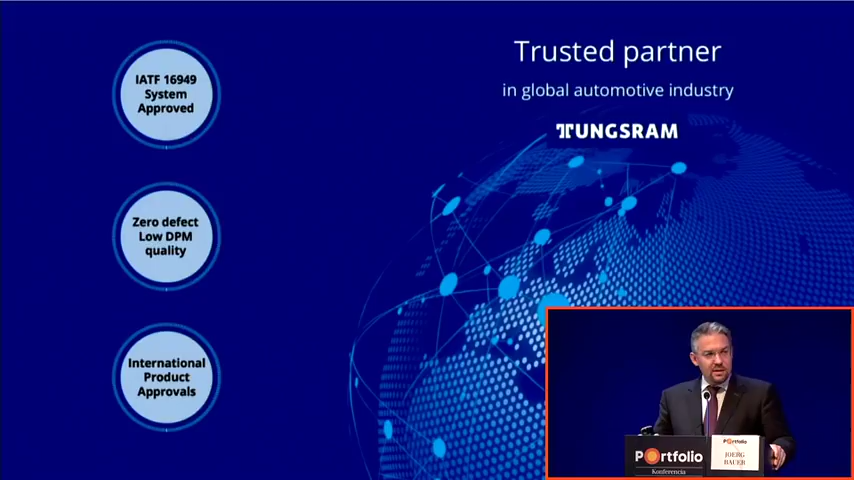 IATF 16949
System
Approved
Zero defect
Low DPM
quality
International
Product
Approvals
Trusted partner
in global automotive industry
TUNGSRAM
Portfolio
Konferencia
Portfolio
JOERG
BAUER